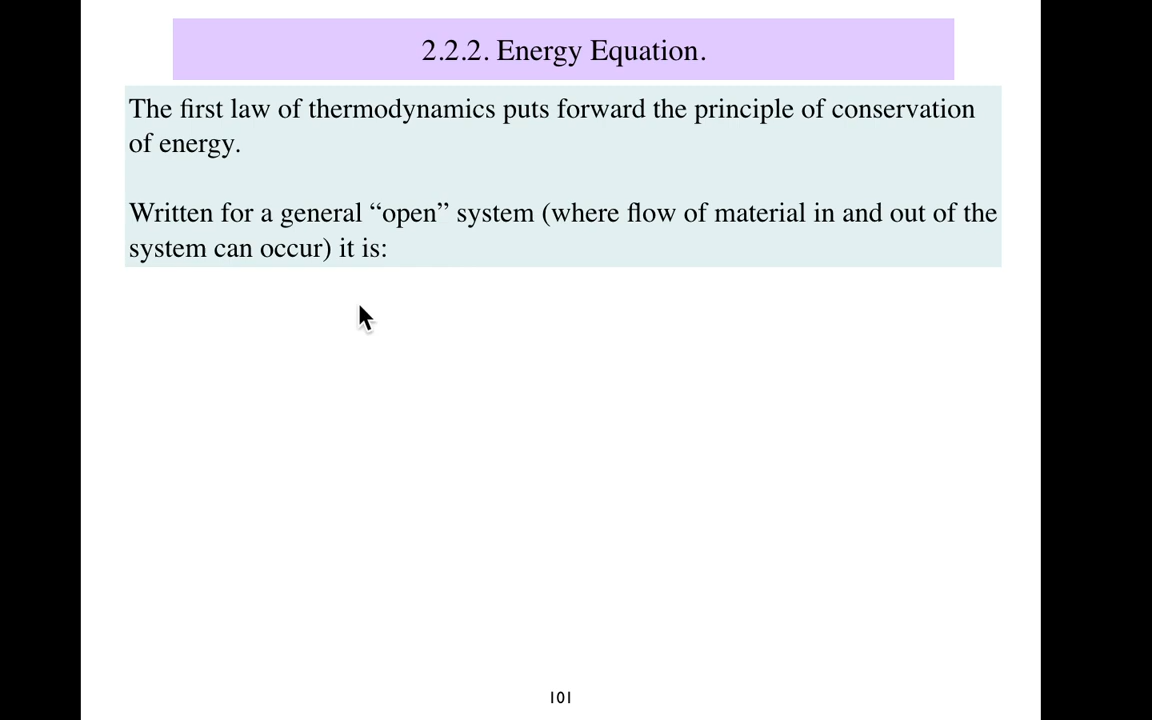 2.2.2. Energy Equation.
The first law of thermodynamics puts forward the principle of conservation
of energy.
Written for a general “open” system (where flow of material in and out of the
system can occur) it is:
101